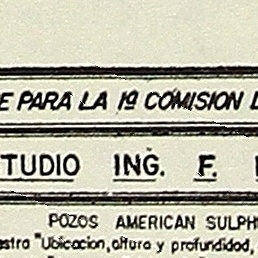 E PARA LA 1ª COMISION
TUDIO ING. F.
POZOS AMERICAN SULPH
estra "Ubicacion, altura y profundidad,